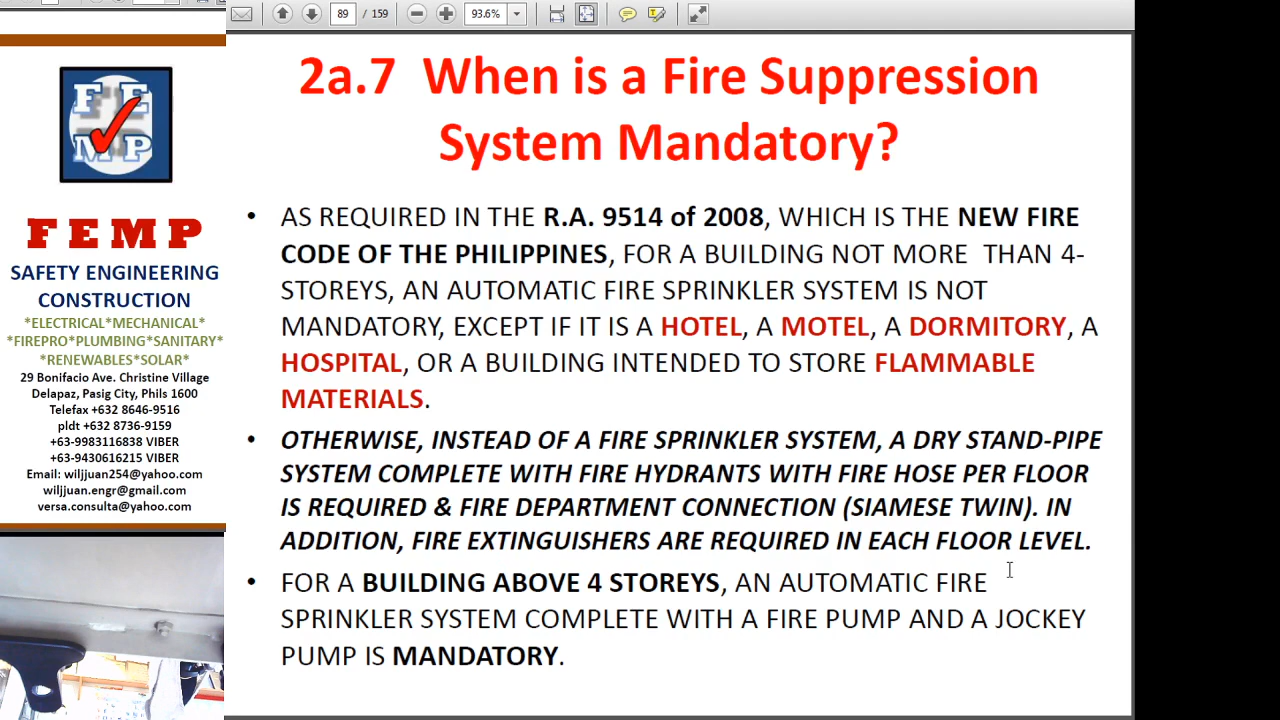 89 / 159
93.6%
F E
M P
FEMP
SAFETY ENGINEERING
CONSTRUCTION
*ELECTRICAL*MECHANICAL*
*FIREPRO*PLUMBING*SANITARY*
*RENEWABLES*SOLAR*
29 Bonifacio Ave. Christine Village
Delapaz, Pasig City, Phils 1600
Telefax +632 8646-9516
pldt +632 8736-9159
+63-9983116838 VIBER
+63-9430616215 VIBER
Email: wiljjuan254@yahoo.com
wiljjuan.engr@gmail.com
versa.consulta@yahoo.com
2a.7 When is a Fire Suppression
System Mandatory?
• AS REQUIRED IN THE R.A. 9514 of 2008, WHICH IS THE NEW FIRE
CODE OF THE PHILIPPINES, FOR A BUILDING NOT MORE THAN 4-
STOREYS, AN AUTOMATIC FIRE SPRINKLER SYSTEM IS NOT
MANDATORY, EXCEPT IF IT IS A HOTEL, A MOTEL, A DORMITORY, A
HOSPITAL, OR A BUILDING INTENDED TO STORE FLAMMABLE
MATERIALS.
• OTHERWISE, INSTEAD OF A FIRE SPRINKLER SYSTEM, A DRY STAND-PIPE
SYSTEM COMPLETE WITH FIRE HYDRANTS WITH FIRE HOSE PER FLOOR
IS REQUIRED & FIRE DEPARTMENT CONNECTION (SIAMESE TWIN). IN
ADDITION, FIRE EXTINGUISHERS ARE REQUIRED IN EACH FLOOR LEVEL.
• FOR A BUILDING ABOVE 4 STOREYS, AN AUTOMATIC FIRE
SPRINKLER SYSTEM COMPLETE WITH A FIRE PUMP AND A JOCKEY
PUMP IS MANDATORY.